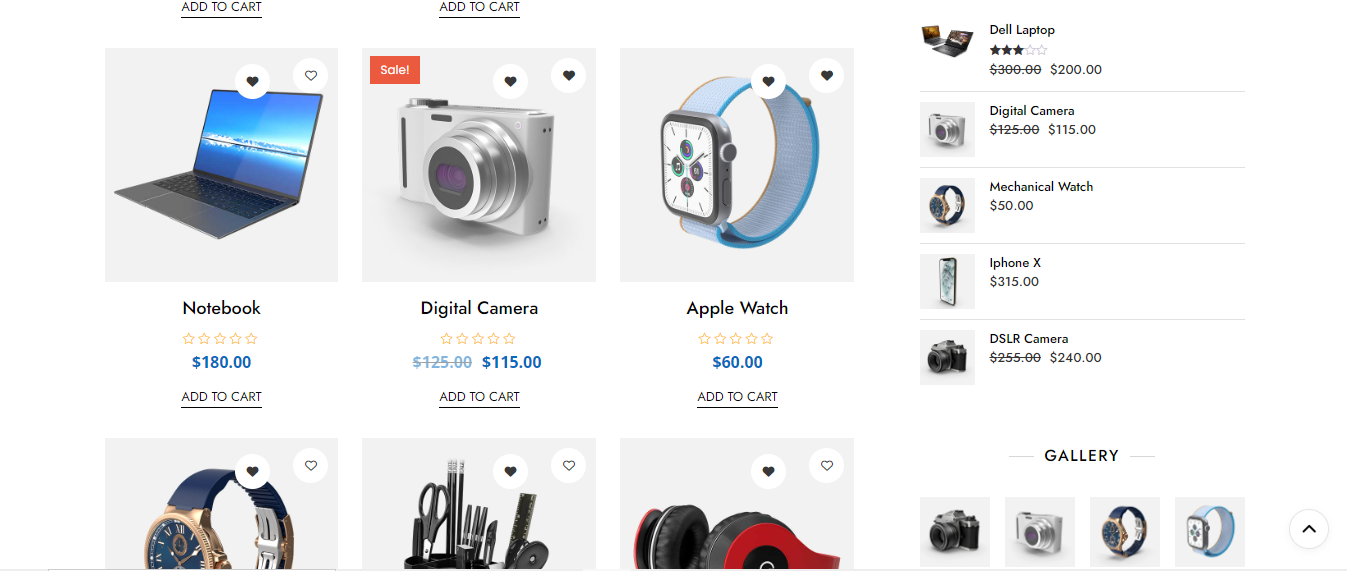 ADD TO CART
ADD TO CART
Sale!
Notebook
Digital Camera
Apple Watch
$180.00
$125.00 $115.00
$60.00
ADD TO CART
ADD TO CART
ADD TO CART
Dell Laptop
$300.00 $200.00
Digital Camera
$125.00 $115.00
Mechanical Watch
$50.00
Iphone X
$315.00
DSLR Camera
$255.00 $240.00
GALLERY